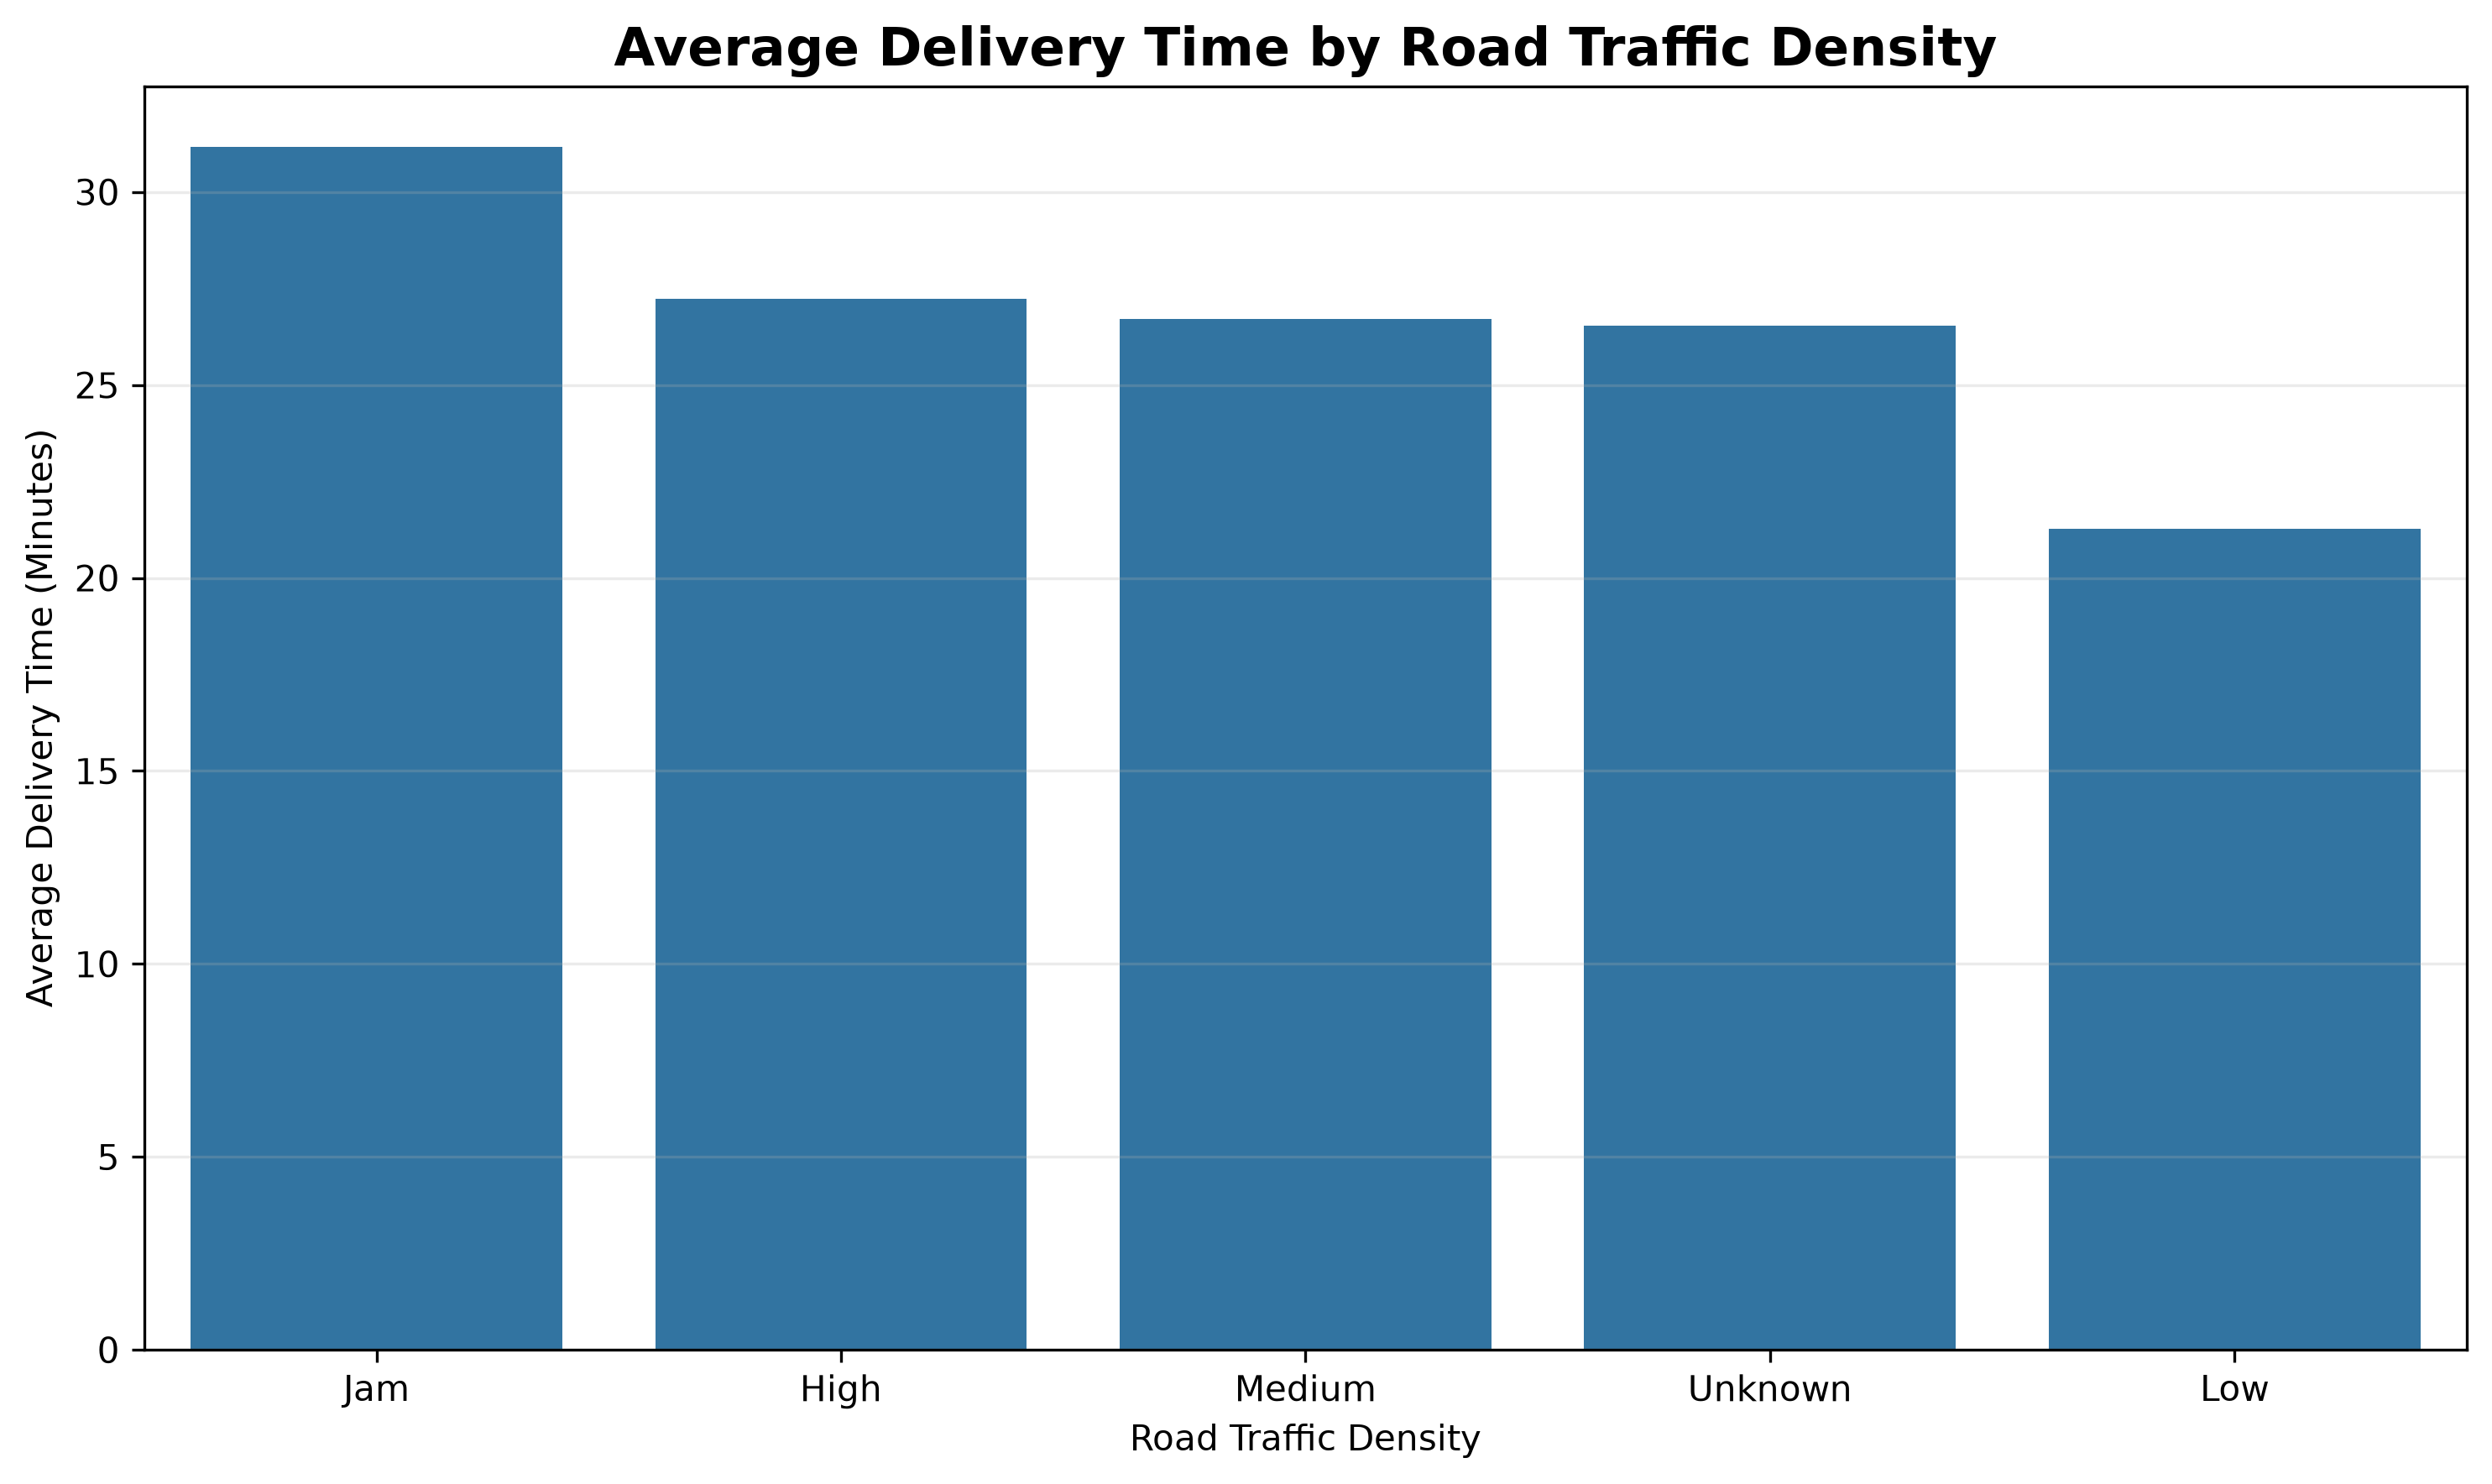 Average Delivery Time by Road Traffic Density
Average Delivery Time (Minutes)
30
25
20
15
10
5
0
Jam High Medium Unknown Low
Road Traffic Density